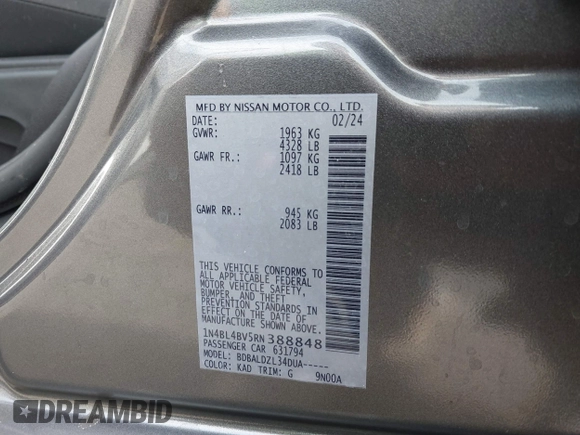 MFD BY NISSAN MOTOR CO., LTD.
DATE: 02/24
GVWR: 1963 KG
4328 LB
GAWR FR.: 1097 KG
2418 LB
GAWR RR.: 945 KG
2083 LB
THIS VEHICLE CONFORMS TO
ALL APPLICABLE FEDERAL
MOTOR VEHICLE SAFETY,
BUMPER, AND THEFT
PREVENTION STANDARDS IN
EFFECT ON THE DATE OF
MANUFACTURE SHOWN ABOVE.
1N4BL4BV5RN388848
PASSENGER CAR 631794
MODEL: BDBALDZL34DUA-----
COLOR: KAD TRIM: G 9N00A
DREAMBID